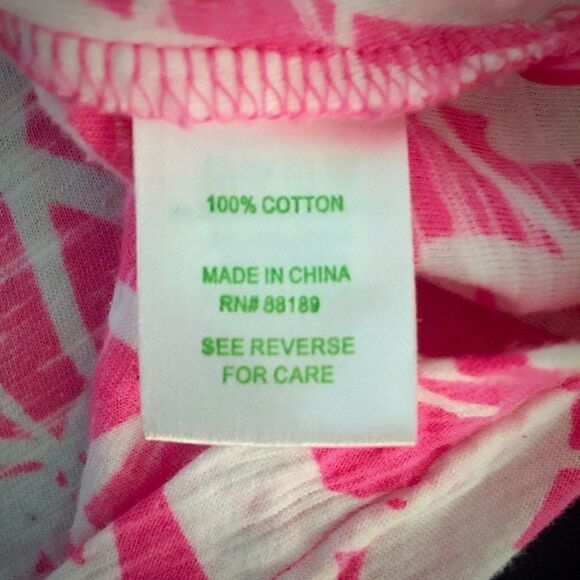 100% COTTON
MADE IN CHINA
RN# 88189
SEE REVERSE
FOR CARE